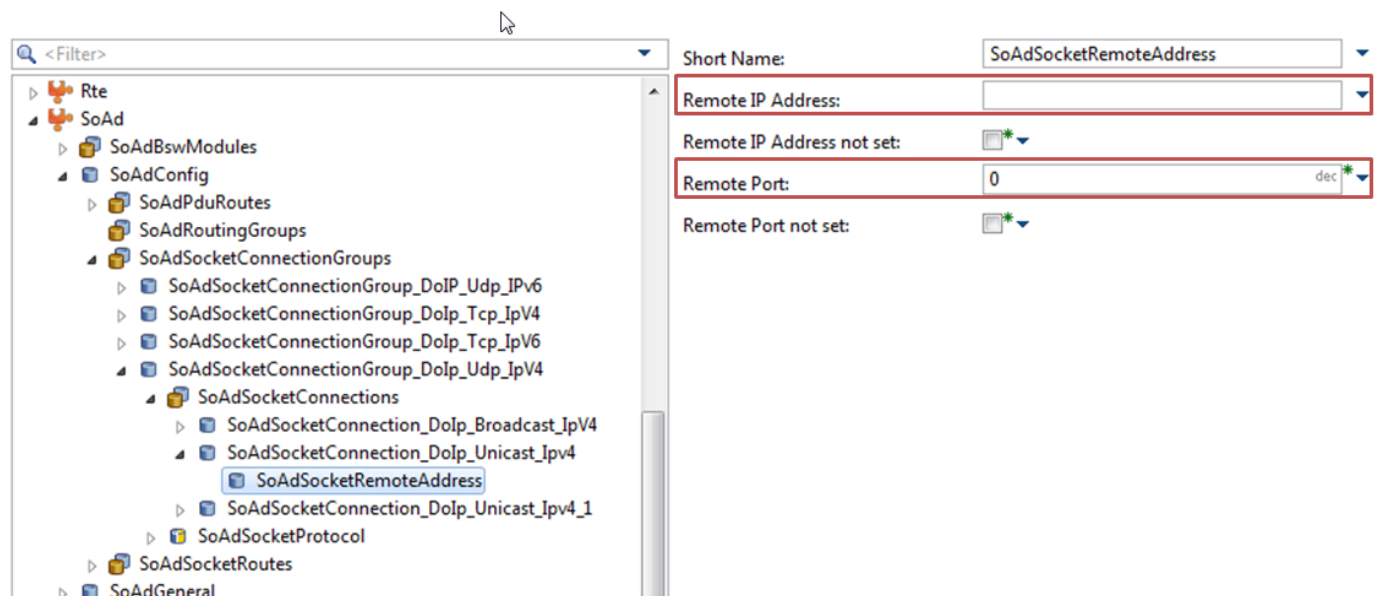 <Filter>
Rte
SoAd
SoAdBswModules
SoAdConfig
SoAdPduRoutes
SoAdRoutingGroups
SoAdSocketConnectionGroups
SoAdSocketConnectionGroup_DoIP_Udp_IPv6
SoAdSocketConnectionGroup_DoIp_Tcp_IpV4
SoAdSocketConnectionGroup_DoIp_Tcp_IpV6
SoAdSocketConnectionGroup_DoIp_Udp_IpV4
SoAdSocketConnections
SoAdSocketConnection_DoIp_Broadcast_IpV4
SoAdSocketConnection_DoIp_Unicast_Ipv4
SoAdSocketRemoteAddress
SoAdSocketConnection_DoIp_Unicast_Ipv4_1
SoAdSocketProtocol
SoAdSocketRoutes
SoAdGeneral
Short Name: SoAdSocketRemoteAddress
Remote IP Address:
Remote IP Address not set:
Remote Port: 0 dec
Remote Port not set: